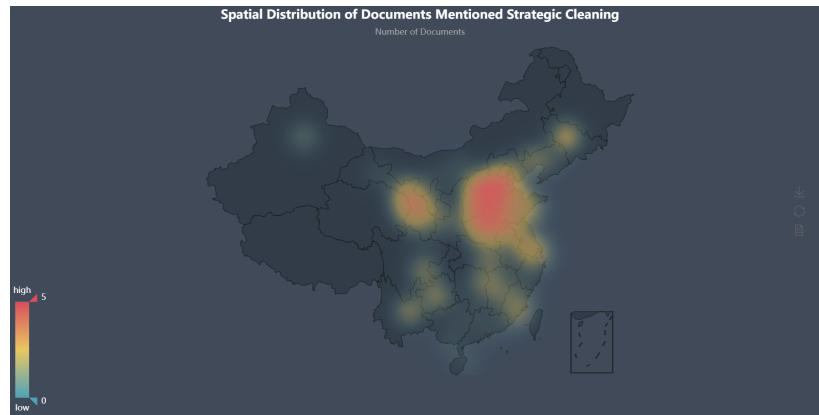 Spatial Distribution of Documents Mentioned Strategic Cleaning
Number of Documents
high
5
0
low